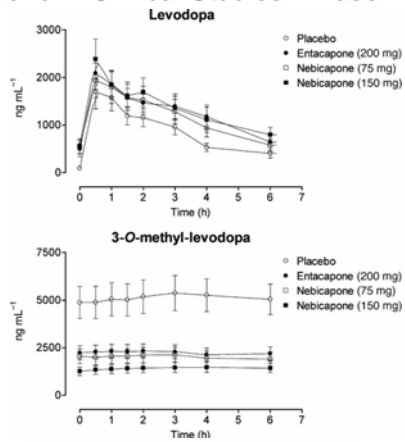 Levodopa
3000
2000
1000
0
ng mL⁻¹
0 1 2 3 4 5 6 7
Time (h)
Placebo
Entacapone (200 mg)
Nebicapone (75 mg)
Nebicapone (150 mg)
3-O-methyl-levodopa
7500
5000
2500
0
ng mL⁻¹
0 1 2 3 4 5 6 7
Time (h)
Placebo
Entacapone (200 mg)
Nebicapone (75 mg)
Nebicapone (150 mg)